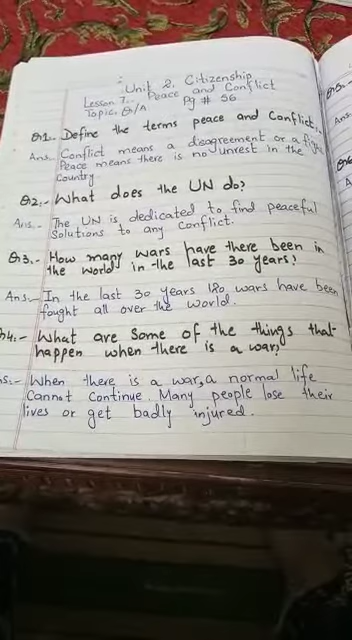 Unit 2. Citizenship
Lesson 7. Peace and Conflict
Topic. Q/A Pg # 56
Q1.- Define the terms peace and Conflict.
Ans.- Conflict means a disagreement or a
Peace means there is no unrest in the
Country
Q2.- What does the UN do?
Ans.- The UN is dedicated to find peaceful
Solutions to any Conflict.
Q3.- How many wars have there been in
the world in the last 30 years?
Ans.- In the last 30 years 180 wars have been
fought all over the world.
Q4.- What are some of the things that
happen when there is a war?
ns.- When there is a war, a normal life
Cannot Continue. Many people lose their
lives or get badly injured.
Ans